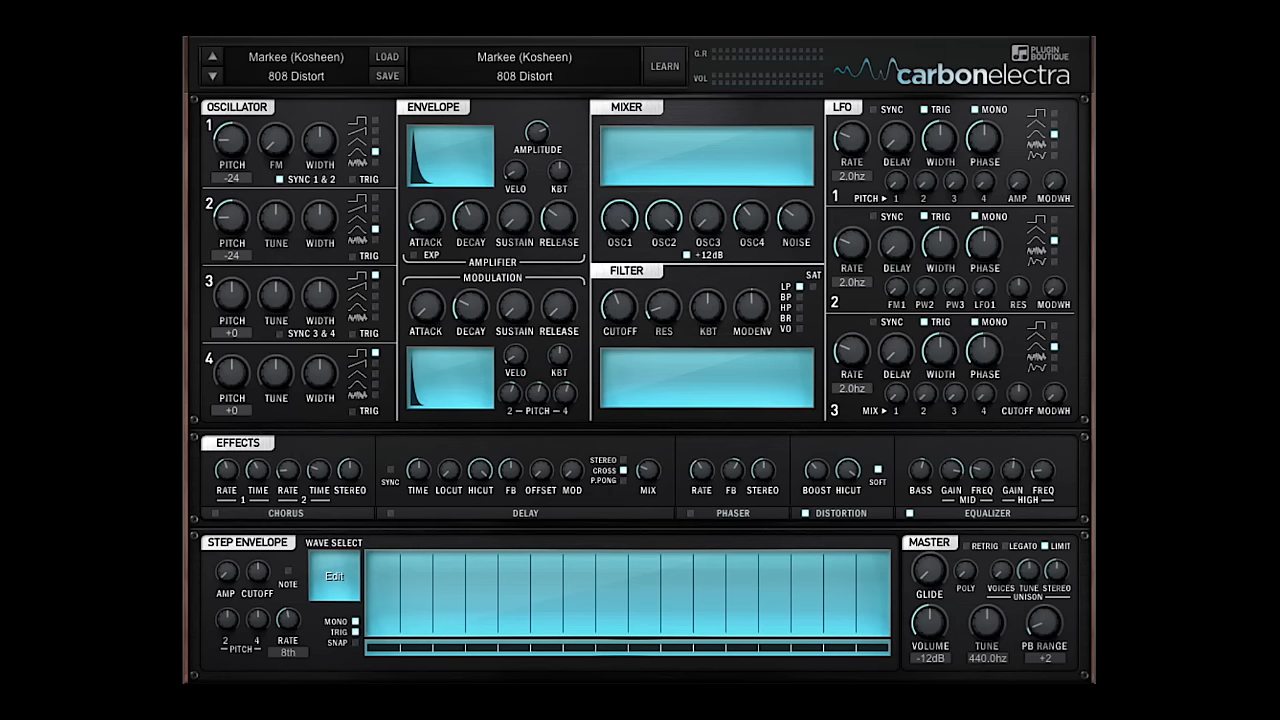 Markee (Kosheen) LOAD Markee (Kosheen) LEARN G.R PLUGIN BOUTIQUE
808 Distort SAVE 808 Distort VOL carbonelectra
OSCILLATOR
1
PITCH FM WIDTH
-24 SYNC 1 & 2 TRIG
2
PITCH TUNE WIDTH
-24 TRIG
3
PITCH TUNE WIDTH
+0 SYNC 3 & 4 TRIG
4
PITCH TUNE WIDTH
+0 TRIG
ENVELOPE
AMPLITUDE
VELO KBT
ATTACK DECAY SUSTAIN RELEASE
EXP
AMPLIFIER
MODULATION
ATTACK DECAY SUSTAIN RELEASE
VELO KBT
2 PITCH 4
MIXER
OSC1 OSC2 OSC3 OSC4 NOISE
+12dB
FILTER
SAT
LP
BP
HP
BR
VO
CUTOFF RES KBT MODENV
LFO SYNC TRIG MONO
RATE DELAY WIDTH PHASE
2.0hz
1 PITCH 1 2 3 4 AMP MODWH
SYNC TRIG MONO
RATE DELAY WIDTH PHASE
2.0hz
2 FM1 PW2 PW3 LFO1 RES MODWH
SYNC TRIG MONO
RATE DELAY WIDTH PHASE
2.0hz
3 MIX 1 2 3 4 CUTOFF MODWH
EFFECTS
RATE TIME RATE TIME STEREO
1 2
CHORUS
SYNC TIME LOCUT HICUT FB OFFSET MOD
STEREO
CROSS
P.PONG
MIX
DELAY
RATE FB STEREO
PHASER
BOOST HICUT SOFT
DISTORTION
BASS GAIN FREQ GAIN FREQ
MID HIGH
EQUALIZER
STEP ENVELOPE WAVE SELECT
AMP CUTOFF NOTE
Edit
2 4 RATE
PITCH 8th
MONO
TRIG
SNAP
MASTER RETRIG LEGATO LIMIT
GLIDE POLY VOICES TUNE STEREO
UNISON
VOLUME TUNE PB RANGE
-12dB 440.0hz +2